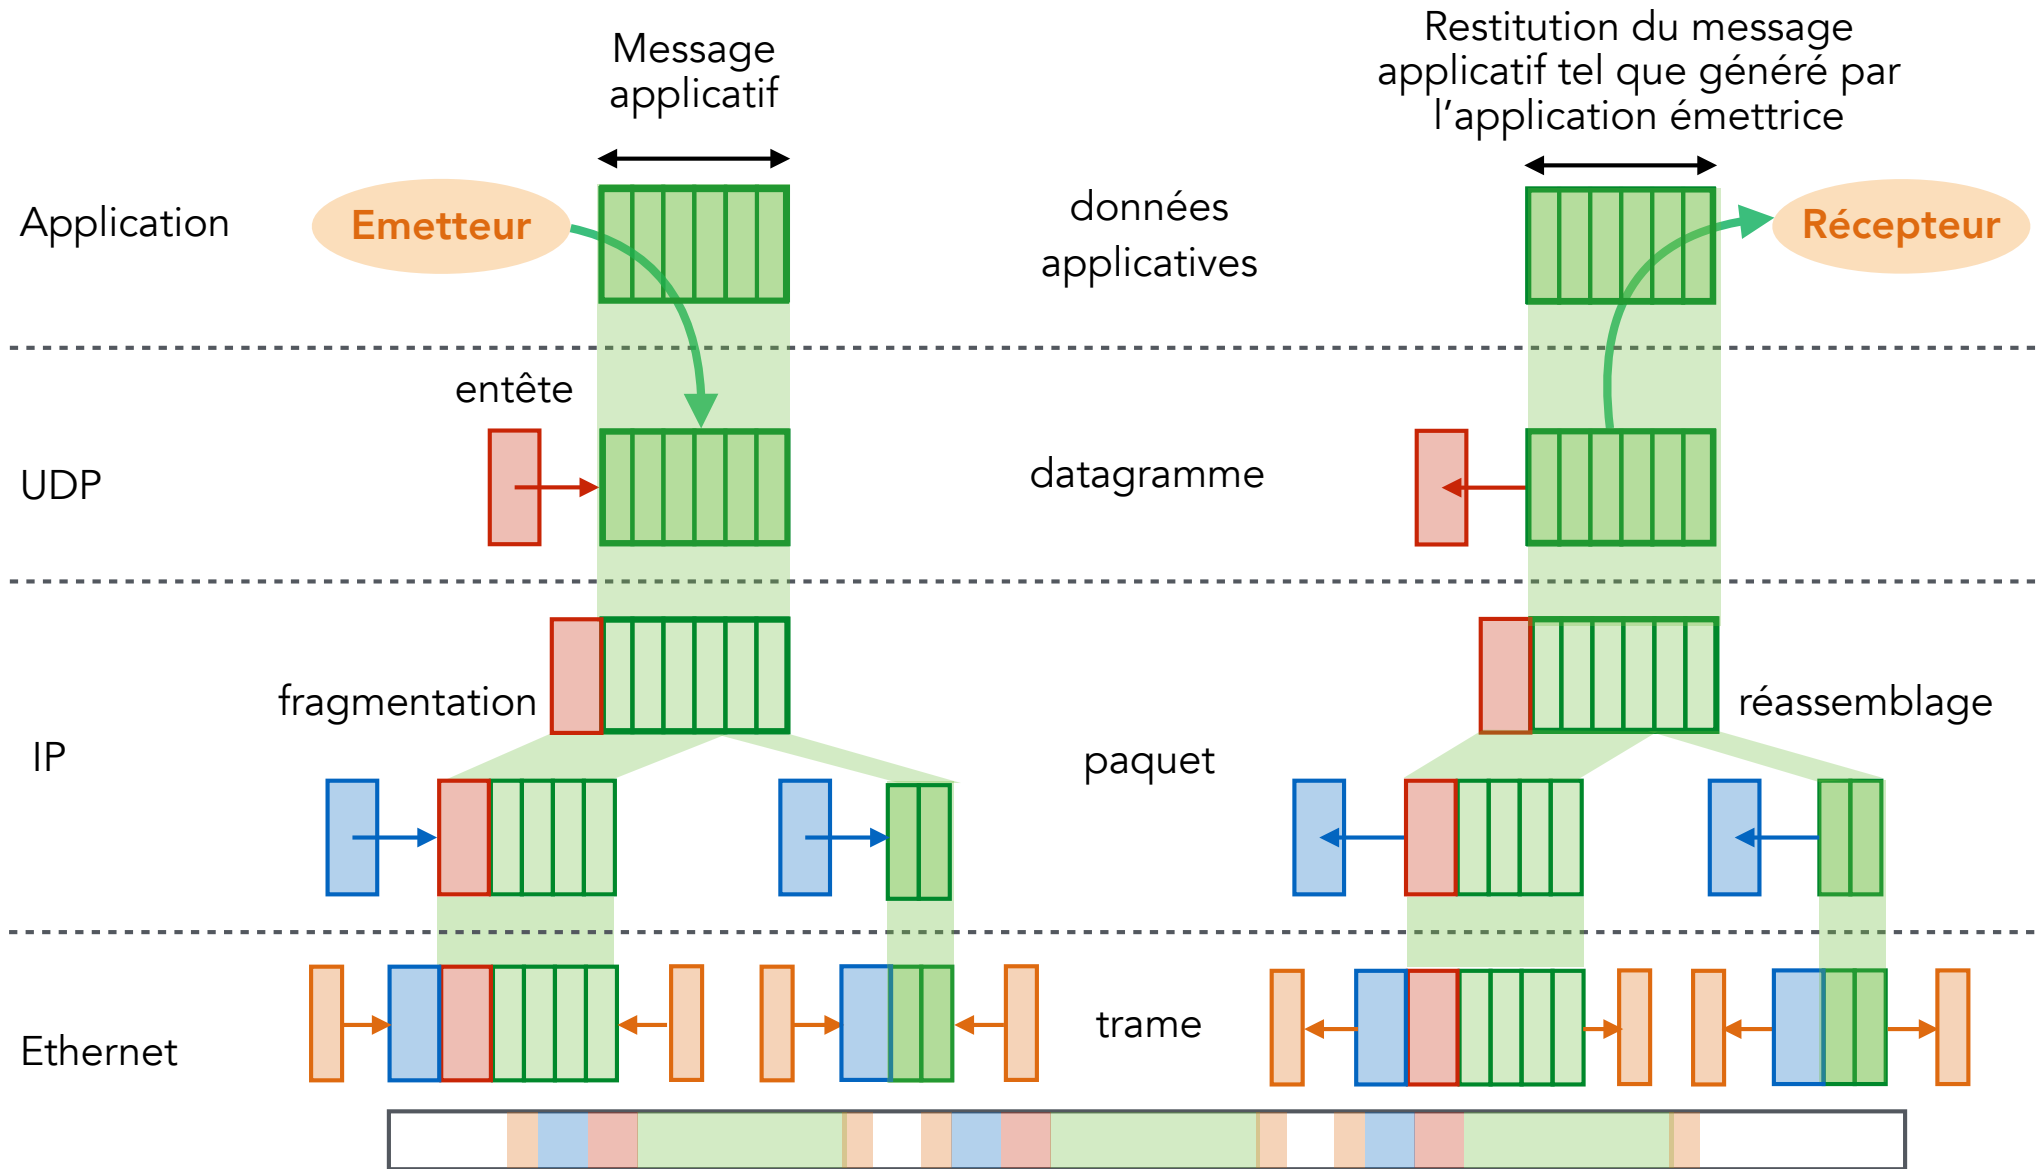 Message
applicatif
Restitution du message
applicatif tel que généré par
l'application émettrice
Application
Emetteur
données
applicatives
Récepteur
entête
UDP
datagramme
fragmentation
réassemblage
IP
paquet
Ethernet
trame